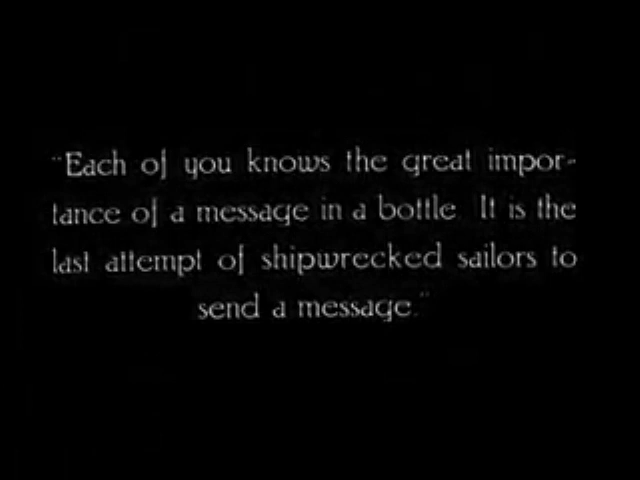 "Each of you knows the great impor-
tance of a message in a bottle It is the
last attempt of shipwrecked sailors to
send a message."